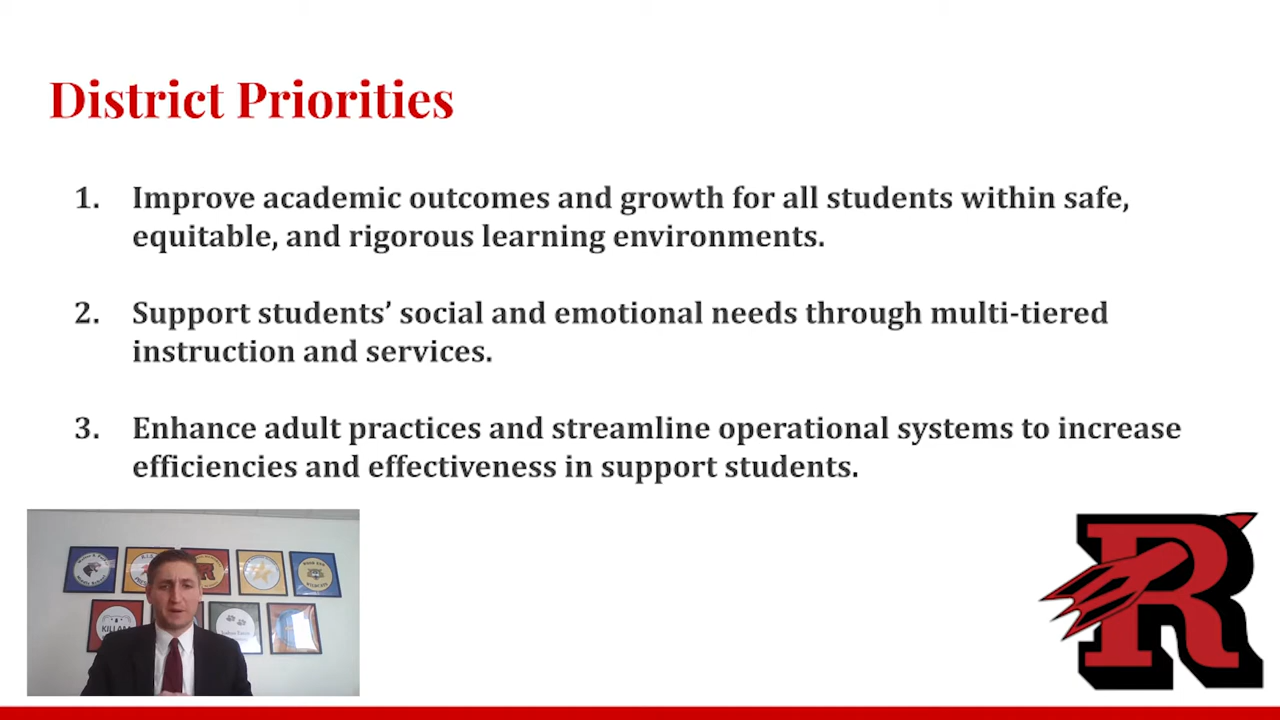 District Priorities
1. Improve academic outcomes and growth for all students within safe,
equitable, and rigorous learning environments.
2. Support students’ social and emotional needs through multi-tiered
instruction and services.
3. Enhance adult practices and streamline operational systems to increase
efficiencies and effectiveness in support students.
KILLAM
R